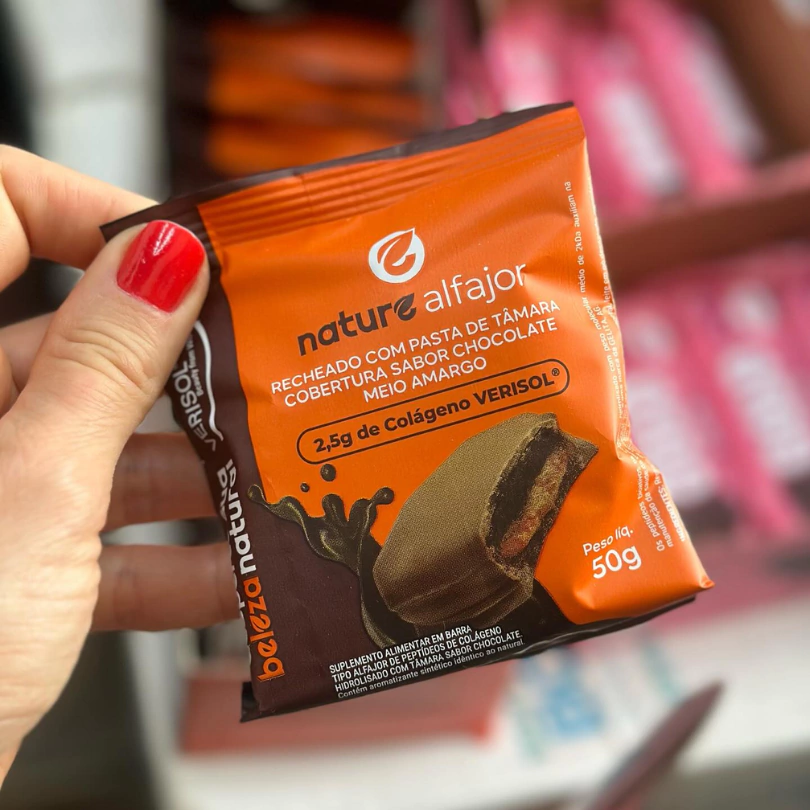 nature alfajor
RECHEADO COM PASTA DE TÂMARA
COBERTURA SABOR CHOCOLATE
MEIO AMARGO
2,5g de Colágeno VERISOL®
Peso líq.
50g
SUPLEMENTO ALIMENTAR EM BARRA
TIPO ALFAJOR DE PEPTÍDEOS DE COLÁGENO
HIDROLISADO COM TÂMARA SABOR CHOCOLATE.
Contém aromatizante sintético idêntico ao natural.
VERISOL
beleza natural